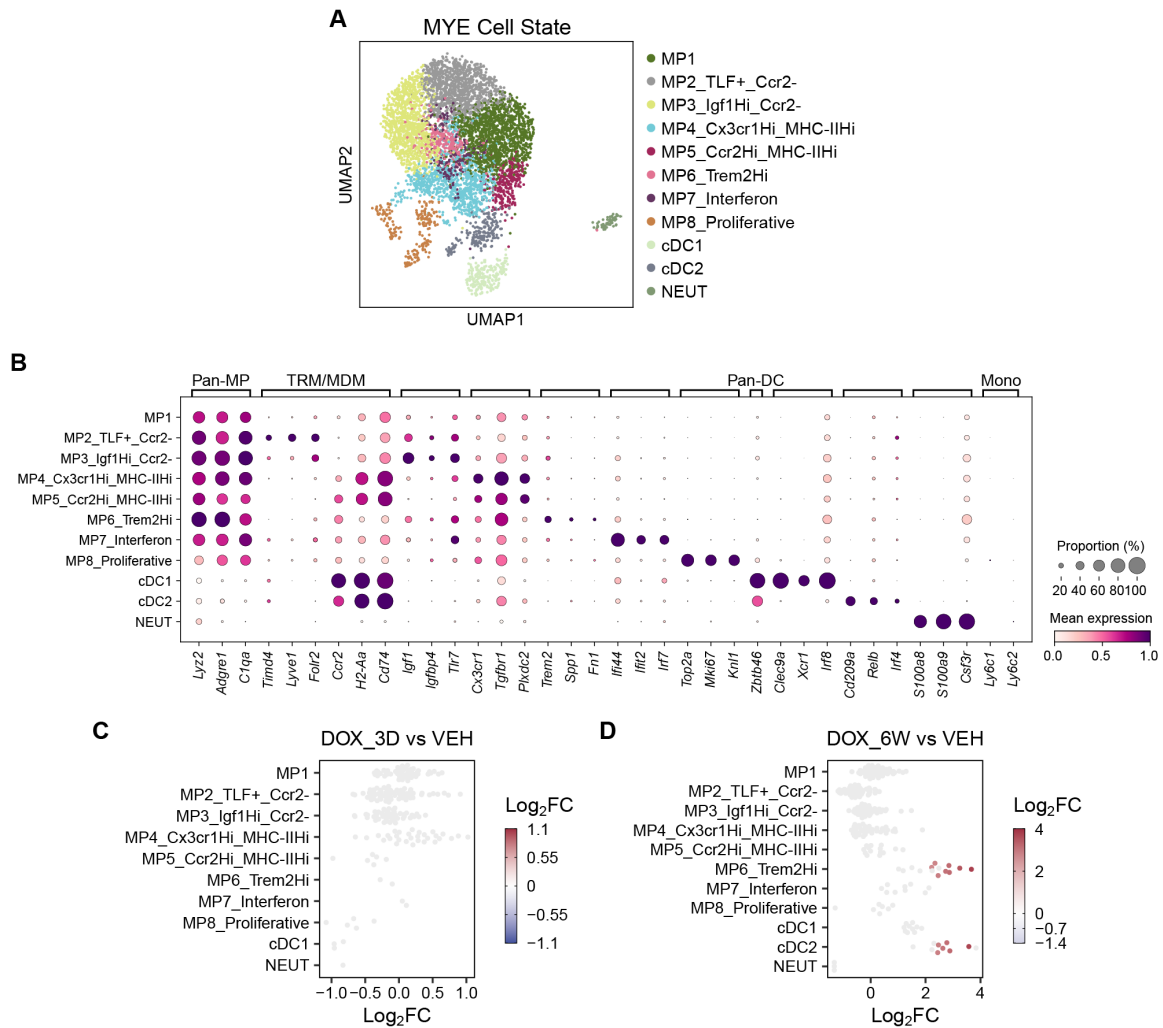 A
MYE Cell State
UMAP2
UMAP1
MP1
MP2_TLF+_Ccr2-
MP3_Igf1Hi_Ccr2-
MP4_Cx3cr1Hi_MHC-IIHi
MP5_Ccr2Hi_MHC-IIHi
MP6_Trem2Hi
MP7_Interferon
MP8_Proliferative
cDC1
cDC2
NEUT
B
Pan-MP TRM/MDM Pan-DC Mono
MP1
MP2_TLF+_Ccr2-
MP3_Igf1Hi_Ccr2-
MP4_Cx3cr1Hi_MHC-IIHi
MP5_Ccr2Hi_MHC-IIHi
MP6_Trem2Hi
MP7_Interferon
MP8_Proliferative
cDC1
cDC2
NEUT
Lyz2 Adgre1 C1qa Timd4 Lyve1 Folr2 Ccr2 H2-Aa Cd74 Igf1 Igfbp4 Tlr7 Cx3cr1 Tgfbr1 Plxdc2 Trem2 Spp1 Fn1 Ifi44 Ifit2 Irf7 Top2a Mki67 Knl1 Zbtb46 Clec9a Xcr1 Irf8 Cd209a Relb Irf4 S100a8 S100a9 Csf3r Ly6c1 Ly6c2
Proportion (%)
20 40 60 80 100
Mean expression
0.0 0.5 1.0
C
DOX_3D vs VEH
MP1
MP2_TLF+_Ccr2-
MP3_Igf1Hi_Ccr2-
MP4_Cx3cr1Hi_MHC-IIHi
MP5_Ccr2Hi_MHC-IIHi
MP6_Trem2Hi
MP7_Interferon
MP8_Proliferative
cDC1
NEUT
−1.0 −0.5 0.0 0.5 1.0
Log2FC
Log2FC
1.1
0.55
0
−0.55
−1.1
D
DOX_6W vs VEH
MP1
MP2_TLF+_Ccr2-
MP3_Igf1Hi_Ccr2-
MP4_Cx3cr1Hi_MHC-IIHi
MP5_Ccr2Hi_MHC-IIHi
MP6_Trem2Hi
MP7_Interferon
MP8_Proliferative
cDC1
cDC2
NEUT
0 2 4
Log2FC
Log2FC
4
2
0
−0.7
−1.4